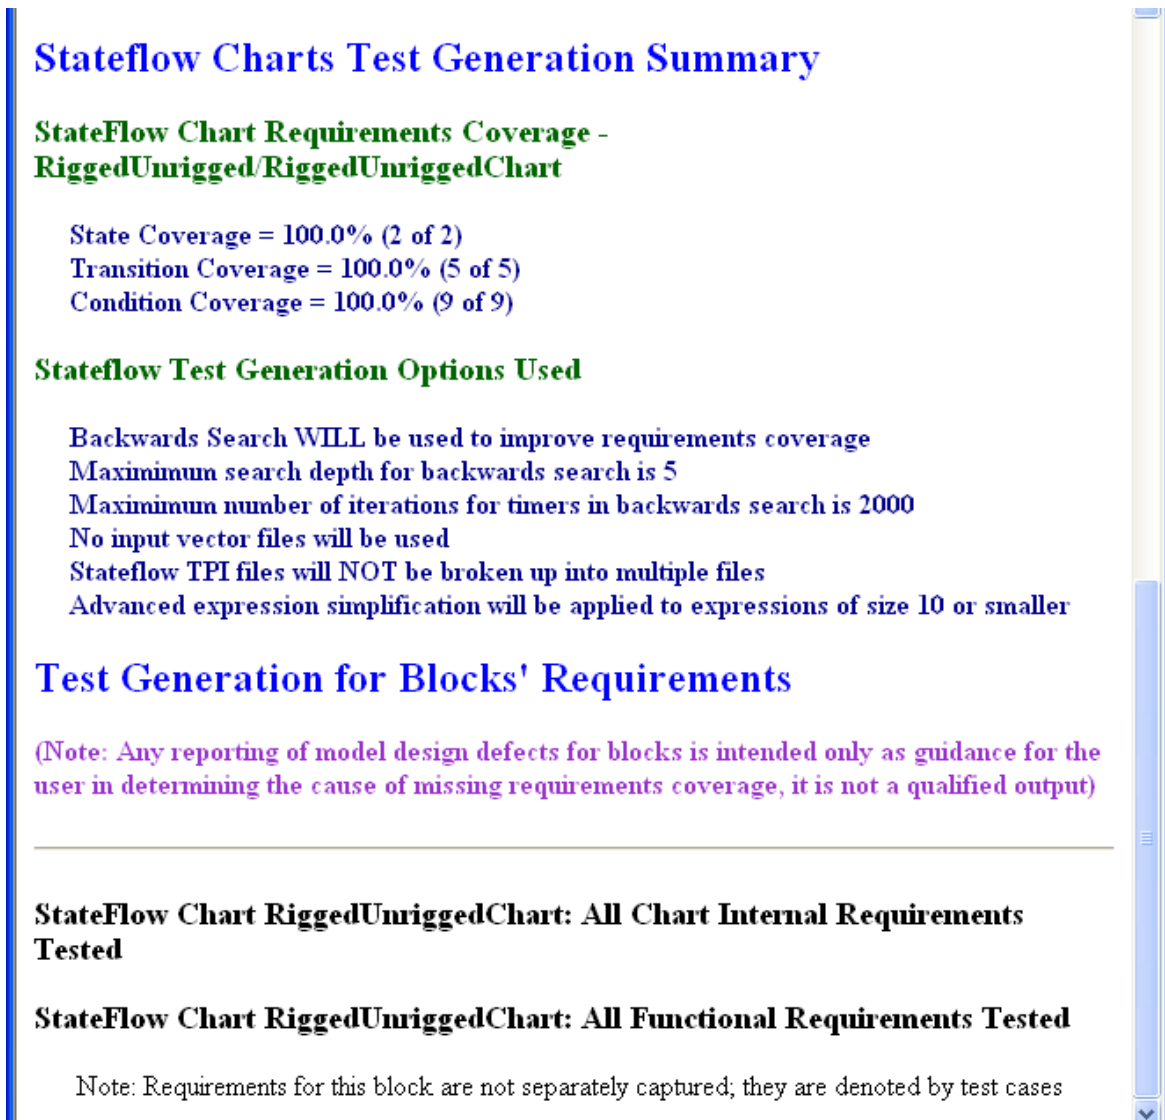 Stateflow Charts Test Generation Summary
StateFlow Chart Requirements Coverage -
RiggedUnrigged/RiggedUnriggedChart
State Coverage = 100.0% (2 of 2)
Transition Coverage = 100.0% (5 of 5)
Condition Coverage = 100.0% (9 of 9)
Stateflow Test Generation Options Used
Backwards Search WILL be used to improve requirements coverage
Maximimum search depth for backwards search is 5
Maximimum number of iterations for timers in backwards search is 2000
No input vector files will be used
Stateflow TPI files will NOT be broken up into multiple files
Advanced expression simplification will be applied to expressions of size 10 or smaller
Test Generation for Blocks' Requirements
(Note: Any reporting of model design defects for blocks is intended only as guidance for the
user in determining the cause of missing requirements coverage, it is not a qualified output)
StateFlow Chart RiggedUnriggedChart: All Chart Internal Requirements
Tested
StateFlow Chart RiggedUnriggedChart: All Functional Requirements Tested
Note: Requirements for this block are not separately captured; they are denoted by test cases